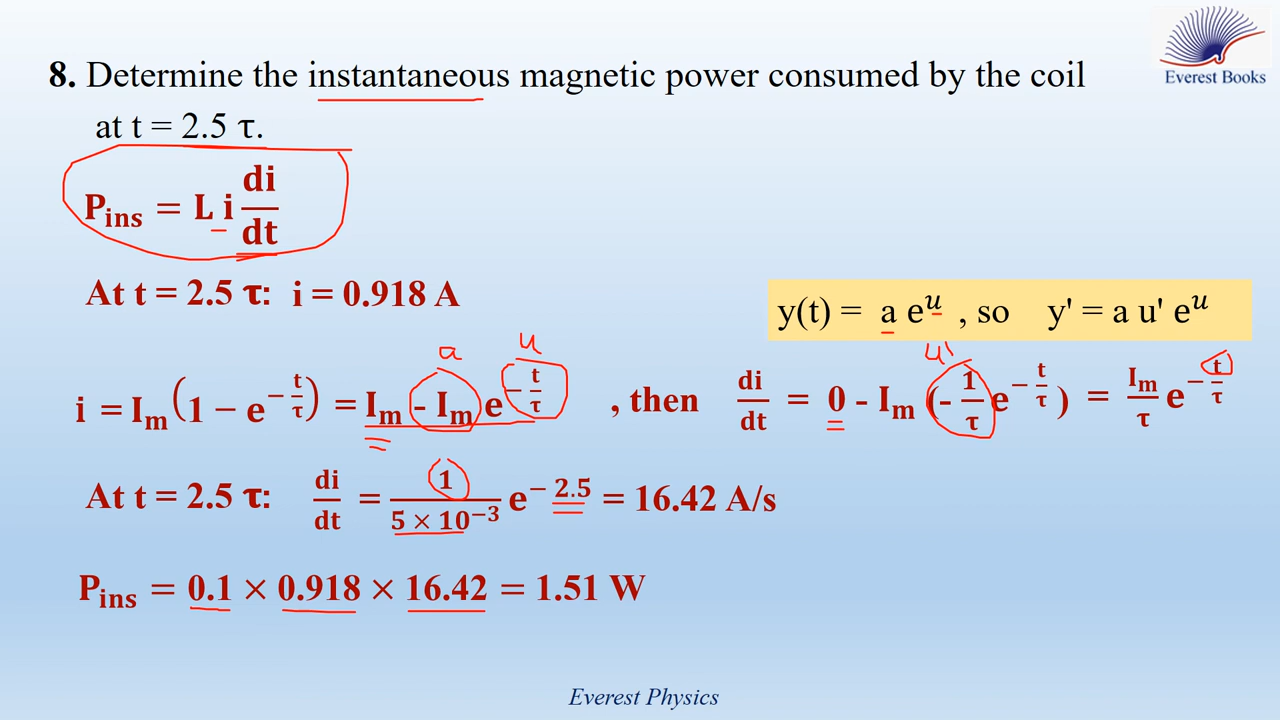 8. Determine the instantaneous magnetic power consumed by the coil
at t = 2.5 τ.
Everest Books
P_ins = L i di/dt
At t = 2.5 τ: i = 0.918 A
y(t) = a e^u , so y' = a u' e^u
a u u'
i = I_m(1 − e^(− t/τ)) = I_m - I_m e^(− t/τ) , then di/dt = 0 - I_m (- 1/τ e^(− t/τ)) = I_m/τ e^(− t/τ)
At t = 2.5 τ: di/dt = 1/(5 × 10^−3) e^(− 2.5) = 16.42 A/s
P_ins = 0.1 × 0.918 × 16.42 = 1.51 W
Everest Physics